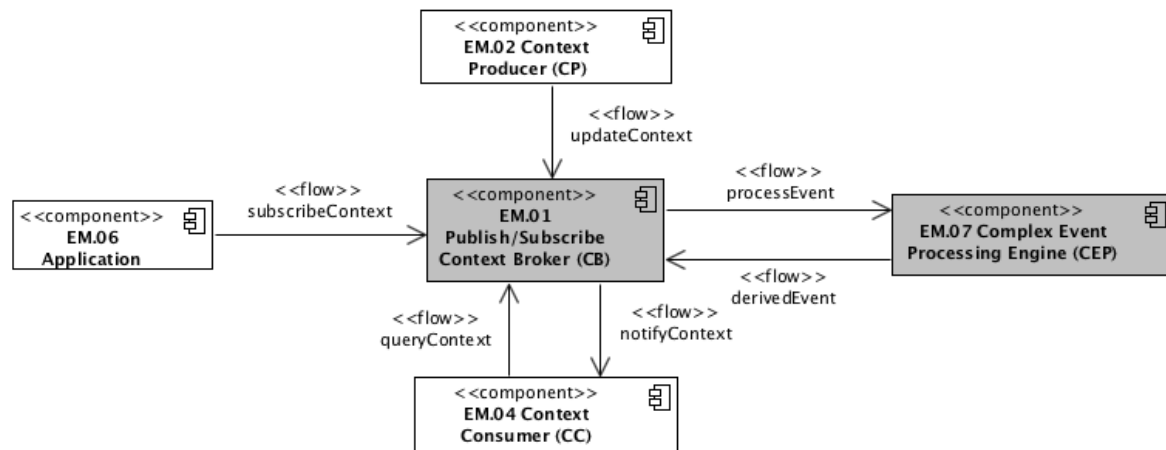 <<component>>
EM.02 Context
Producer (CP)
<<flow>>
updateContext
<<flow>>
subscribeContext
<<component>>
EM.06
Application
<<component>>
EM.01
Publish/Subscribe
Context Broker (CB)
<<flow>>
processEvent
<<component>>
EM.07 Complex Event
Processing Engine (CEP)
<<flow>>
derivedEvent
<<flow>>
queryContext
<<flow>>
notifyContext
<<component>>
EM.04 Context
Consumer (CC)